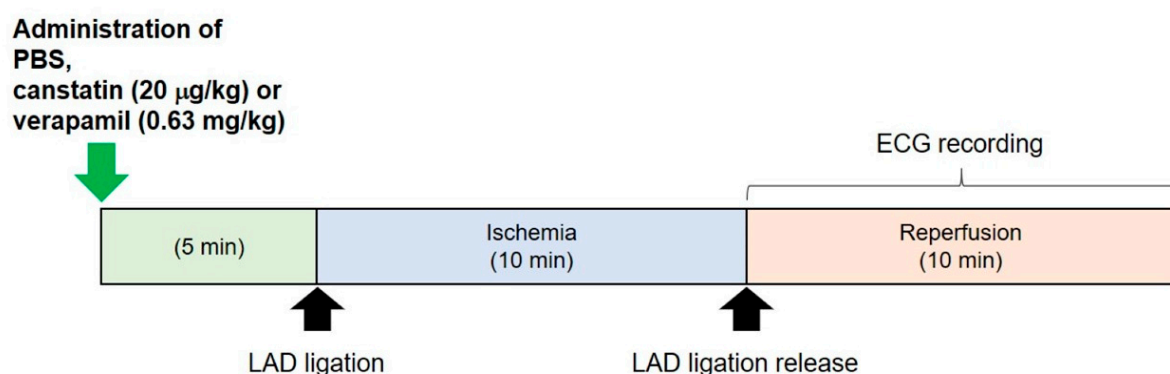 Administration of
PBS,
canstatin (20 μg/kg) or
verapamil (0.63 mg/kg)
ECG recording
(5 min)
Ischemia
(10 min)
Reperfusion
(10 min)
LAD ligation
LAD ligation release